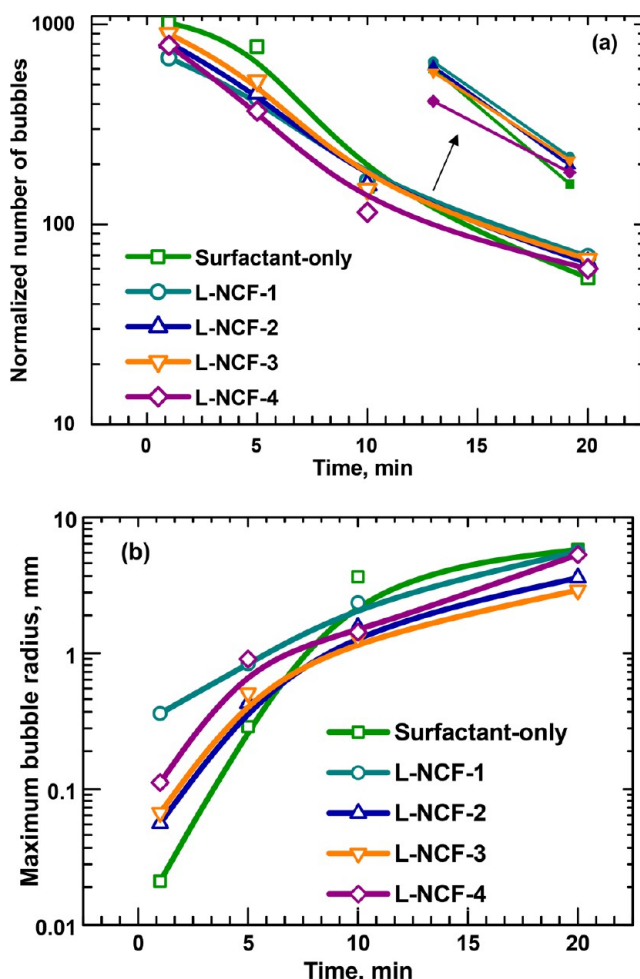 1000
(a)
100
10
Normalized number of bubbles
Surfactant-only
L-NCF-1
L-NCF-2
L-NCF-3
L-NCF-4
0 5 10 15 20
Time, min
10
(b)
1
0.1
0.01
Maximum bubble radius, mm
Surfactant-only
L-NCF-1
L-NCF-2
L-NCF-3
L-NCF-4
0 5 10 15 20
Time, min